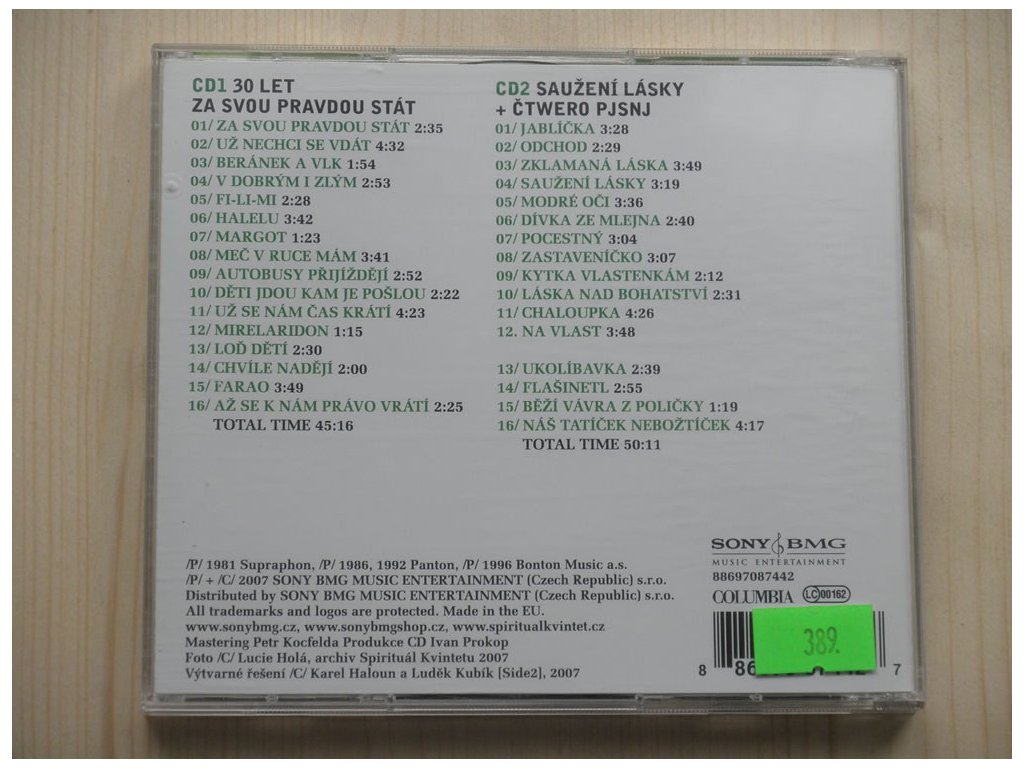 CD1 30 LET
ZA SVOU PRAVDOU STÁT
01/ ZA SVOU PRAVDOU STÁT 2:35
02/ UŽ NECHCI SE VDÁT 4:32
03/ BERÁNEK A VLK 1:54
04/ V DOBRÝM I ZLÝM 2:53
05/ FI-LI-MI 2:28
06/ HALELU 3:42
07/ MARGOT 1:23
08/ MEČ V RUCE MÁM 3:41
09/ AUTOBUSY PŘIJÍŽDĚJÍ 2:52
10/ DĚTI JDOU KAM JE POŠLOU 2:22
11/ UŽ SE NÁM ČAS KRÁTÍ 4:23
12/ MIRELARIDON 1:15
13/ LOĎ DĚTÍ 2:30
14/ CHVÍLE NADĚJÍ 2:00
15/ FARAO 3:49
16/ AŽ SE K NÁM PRÁVO VRÁTÍ 2:25
TOTAL TIME 45:16
CD2 SAUŽENÍ LÁSKY
+ ČTWERO PJSNJ
01/ JABLÍČKA 3:28
02/ ODCHOD 2:29
03/ ZKLAMANÁ LÁSKA 3:49
04/ SAUŽENÍ LÁSKY 3:19
05/ MODRÉ OČI 3:36
06/ DÍVKA ZE MLEJNA 2:40
07/ POCESTNÝ 3:04
08/ ZASTAVENÍČKO 3:07
09/ KYTKA VLASTENKÁM 2:12
10/ LÁSKA NAD BOHATSTVÍ 2:31
11/ CHALOUPKA 4:26
12. NA VLAST 3:48
13/ UKOLÍBAVKA 2:39
14/ FLAŠINETL 2:55
15/ BĚŽÍ VÁVRA Z POLIČKY 1:19
16/ NÁŠ TATÍČEK NEBOŽTÍČEK 4:17
TOTAL TIME 50:11
/P/ 1981 Supraphon, /P/ 1986, 1992 Panton, /P/ 1996 Bonton Music a.s.
/P/ + /C/ 2007 SONY BMG MUSIC ENTERTAINMENT (Czech Republic) s.r.o.
Distributed by SONY BMG MUSIC ENTERTAINMENT (Czech Republic) s.r.o.
All trademarks and logos are protected. Made in the EU.
www.sonybmg.cz, www.sonybmgshop.cz, www.spiritualkvintet.cz
Mastering Petr Kocfelda Produkce CD Ivan Prokop
Foto /C/ Lucie Holá, archiv Spirituál Kvintetu 2007
Výtvarné řešení /C/ Karel Haloun a Luděk Kubík [Side2], 2007
SONY BMG
MUSIC ENTERTAINMENT
88697087442
COLUMBIA LC 00162
389.
8 7